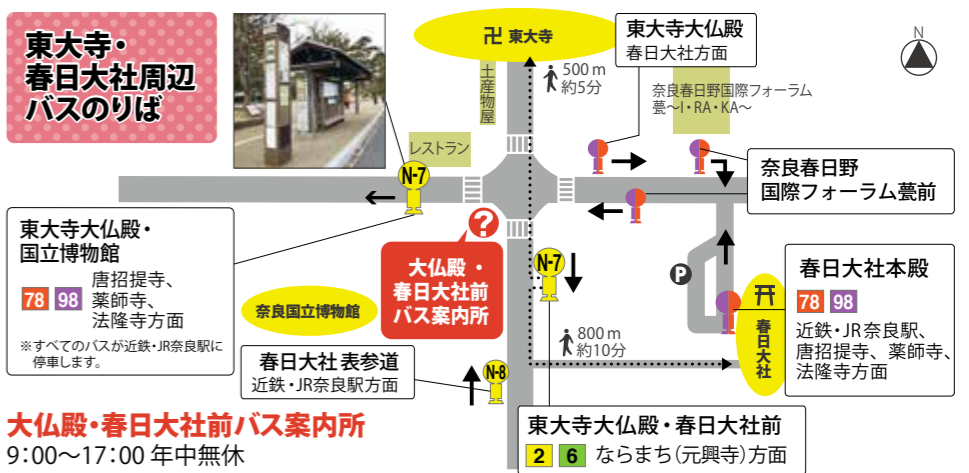 東大寺・
春日大社周辺
バスのりば
卍 東大寺
土産物屋
500m
約5分
東大寺大仏殿
春日大社方面
奈良春日野国際フォーラム
甍〜I・RA・KA〜
N
レストラン
N-7
奈良春日野
国際フォーラム甍前
東大寺大仏殿・
国立博物館
78 98 唐招提寺、
薬師寺、
法隆寺方面
※すべてのバスが近鉄・JR奈良駅に
停車します。
?
大仏殿・
春日大社前
バス案内所
奈良国立博物館
N-7
P
春日大社
春日大社本殿
78 98
近鉄・JR奈良駅、
唐招提寺、薬師寺、
法隆寺方面
800m
約10分
春日大社 表参道
近鉄・JR奈良駅方面
N-8
東大寺大仏殿・春日大社前
2 6 ならまち(元興寺)方面
大仏殿・春日大社前バス案内所
9:00〜17:00 年中無休